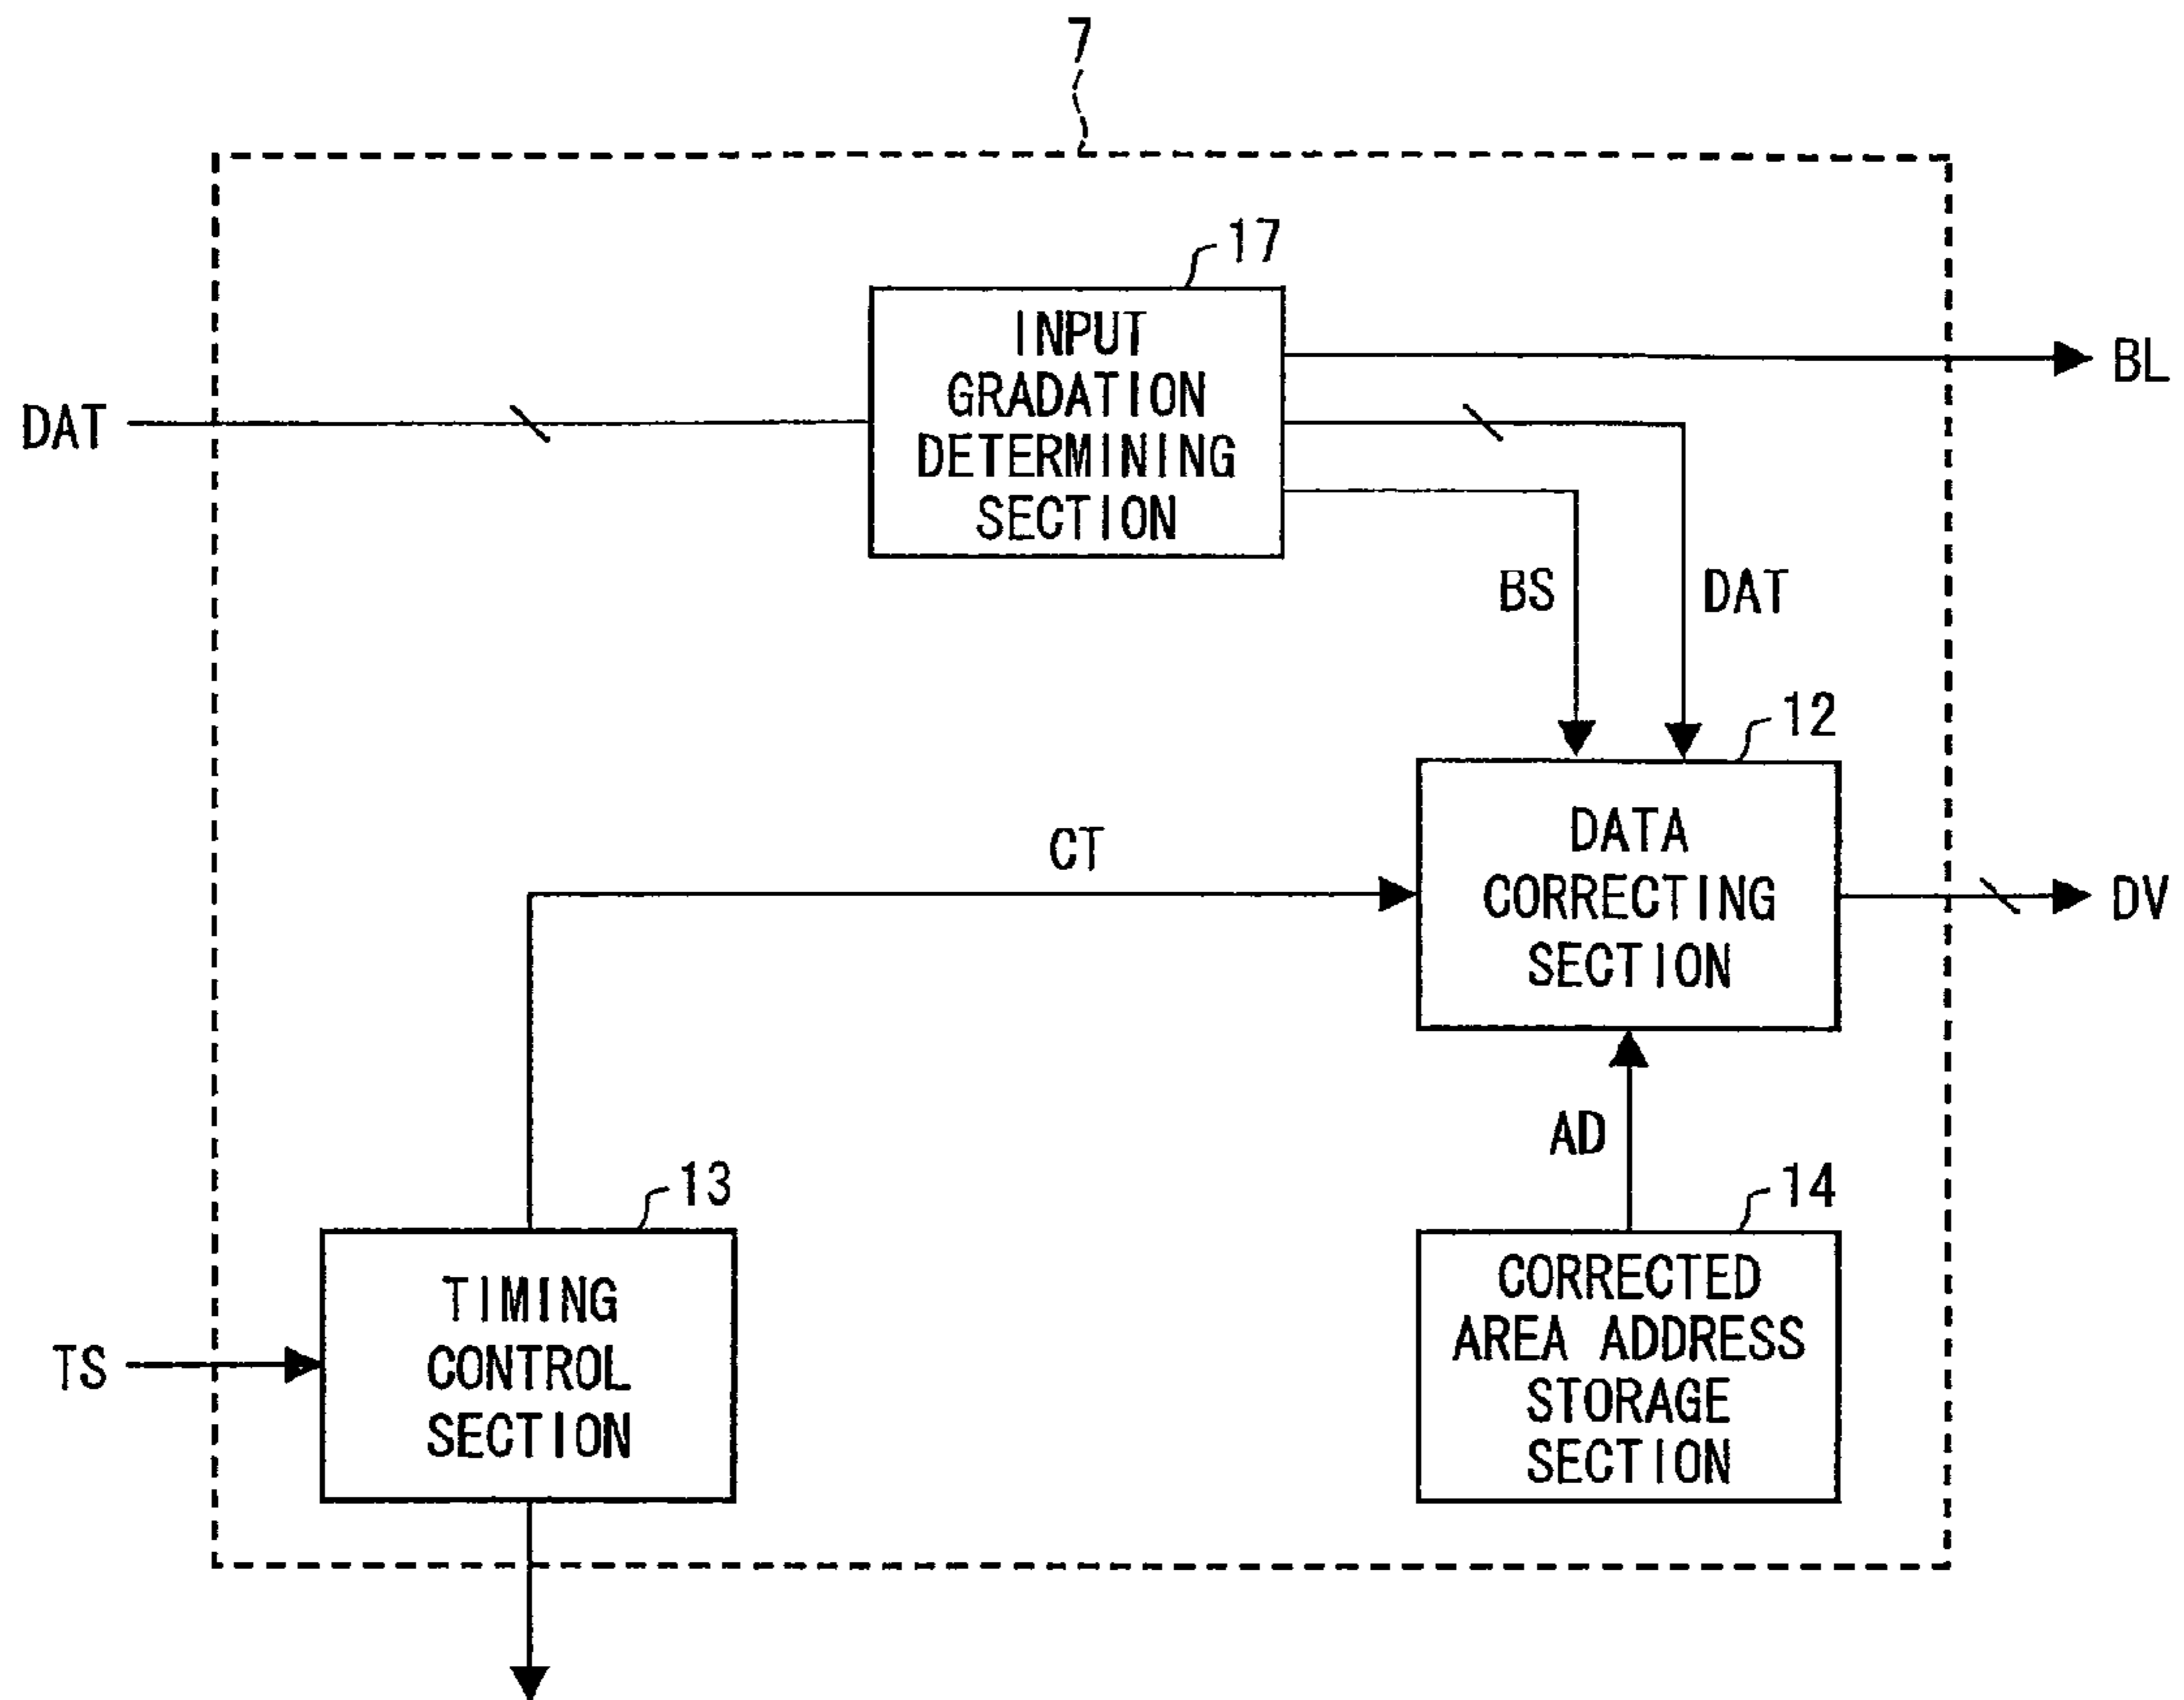 7
17
INPUT
GRADATION
DETERMINING
SECTION
BL
DAT
BS
DAT
12
DATA
CORRECTING
SECTION
CT
DV
AD
13
14
TIMING
CONTROL
SECTION
CORRECTED
AREA ADDRESS
STORAGE
SECTION
TS